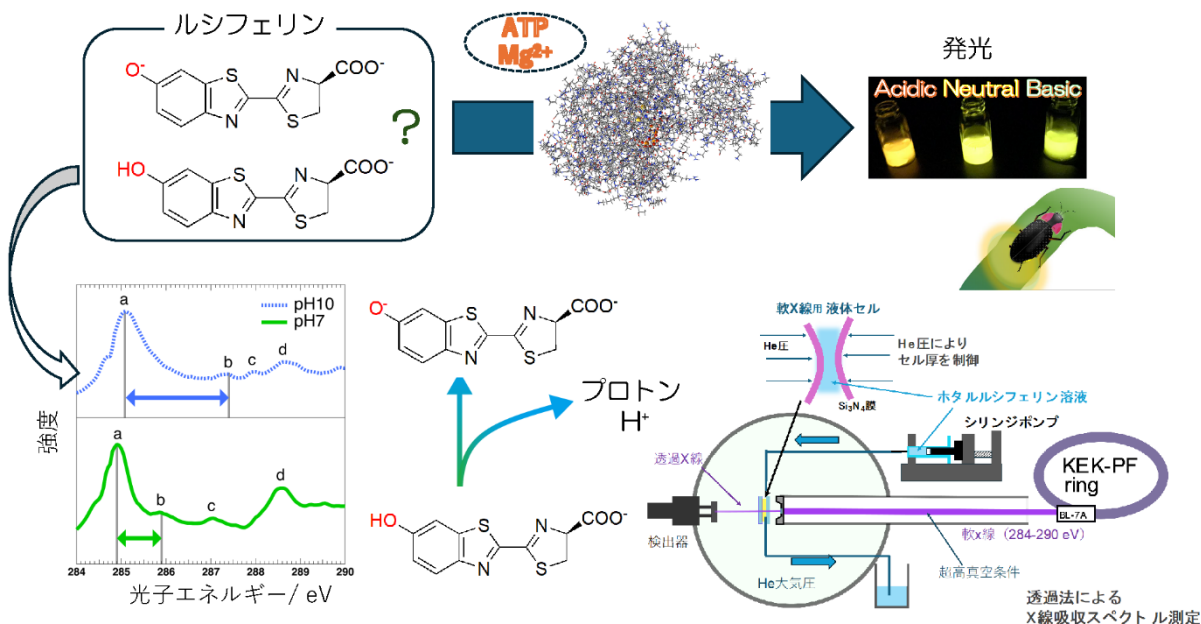 ルシフェリン
O⁻
S
N
COO⁻
N
S
?
HO
S
N
COO⁻
N
S
ATP
Mg²⁺
発光
Acidic Neutral Basic
a
pH10
pH7
b
c
d
a
b
c
d
強度
284 285 286 287 288 289 290
光子エネルギー/ eV
O⁻
S
N
COO⁻
N
S
プロトン
H⁺
HO
S
N
COO⁻
N
S
軟X線用 液体セル
He圧
He圧により
セル厚を制御
Si₃N₄膜
ホタルルシフェリン溶液
シリンジポンプ
透過X線
KEK-PF
ring
BL-7A
検出器
軟x線（284-290 eV）
超高真空条件
He大気圧
透過法による
X線吸収スペクトル測定